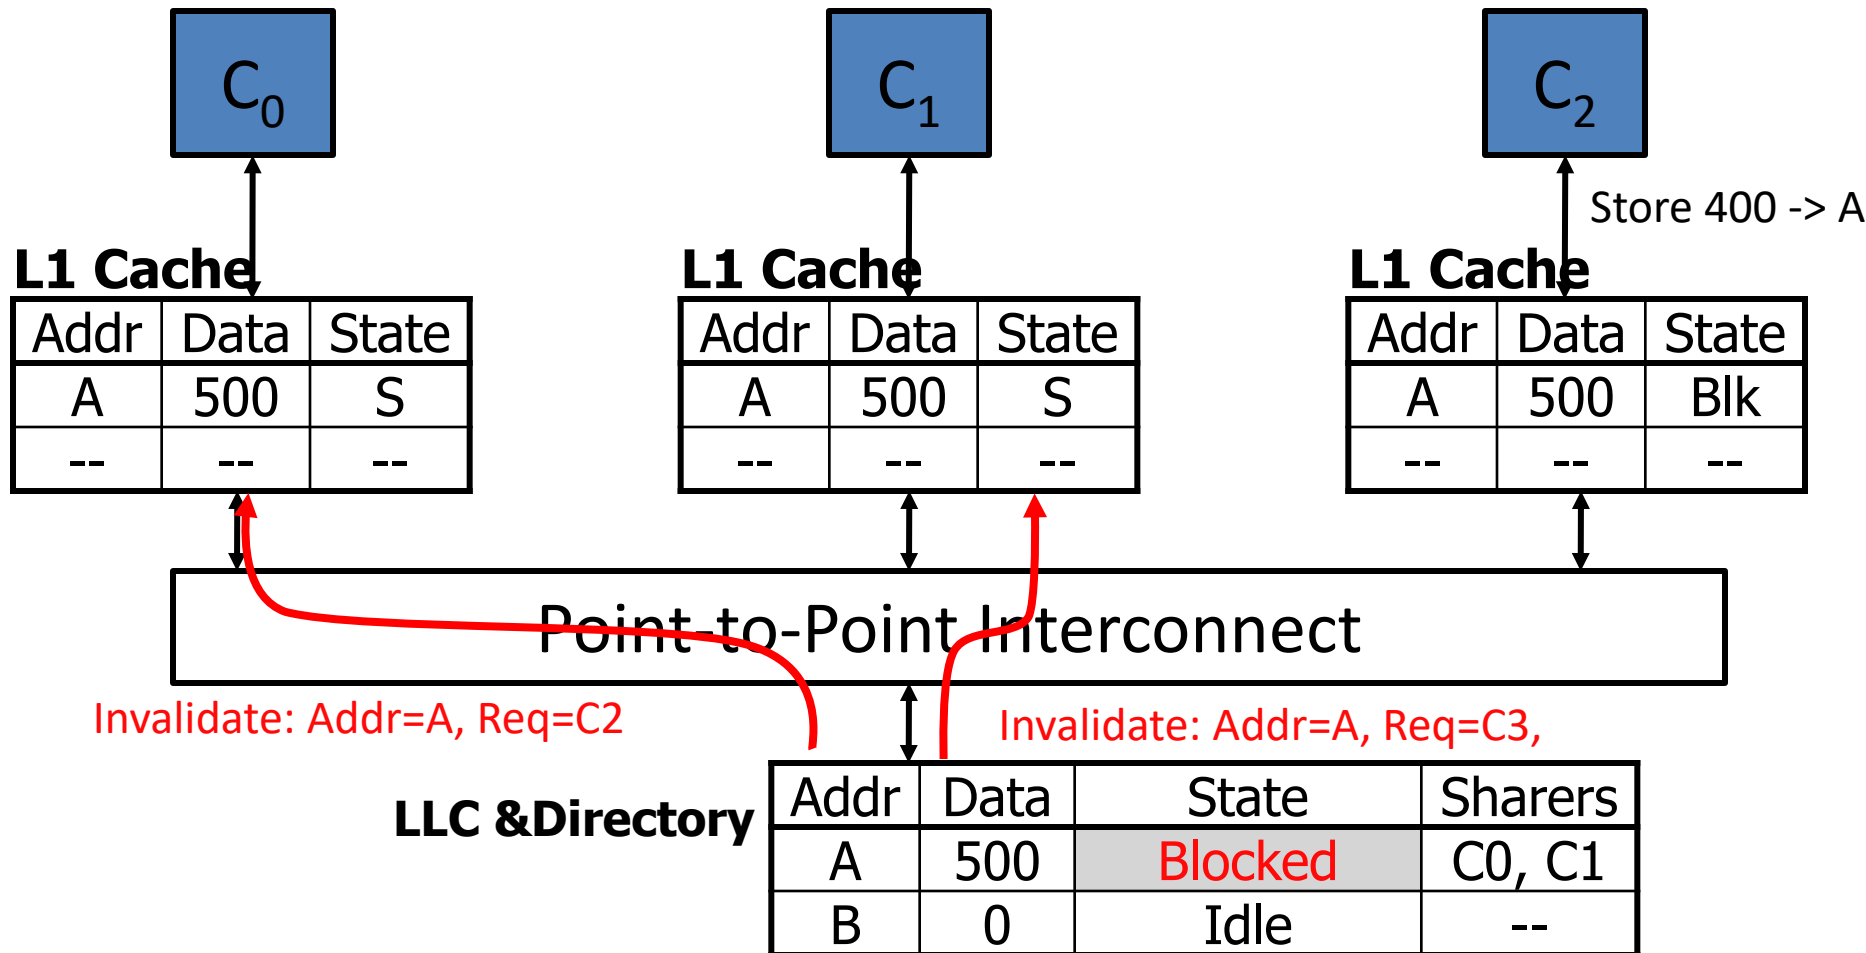 C0 C1 C2
Store 400 -> A
L1 Cache L1 Cache L1 Cache
Addr Data State Addr Data State Addr Data State
A 500 S A 500 S A 500 Blk
-- -- -- -- -- -- -- -- --
Point-to-Point Interconnect
Invalidate: Addr=A, Req=C2 Invalidate: Addr=A, Req=C3,
LLC &Directory
Addr Data State Sharers
A 500 Blocked C0, C1
B 0 Idle --